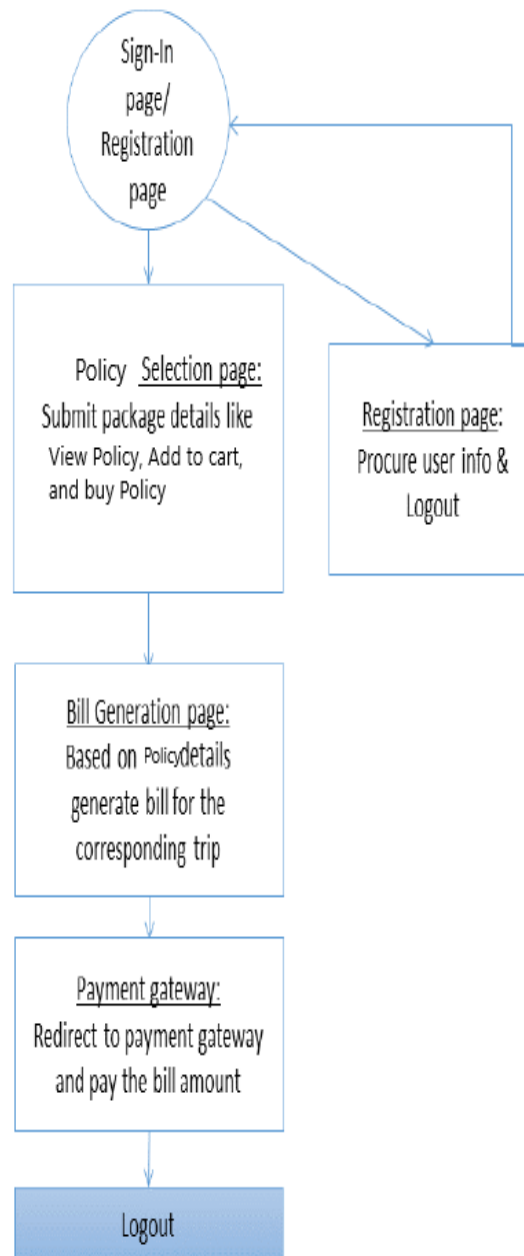 Sign-In
page/
Registration
page
Policy Selection page:
Submit package details like
View Policy, Add to cart,
and buy Policy
Registration page:
Procure user info &
Logout
Bill Generation page:
Based on Policydetails
generate bill for the
corresponding trip
Payment gateway:
Redirect to payment gateway
and pay the bill amount
Logout